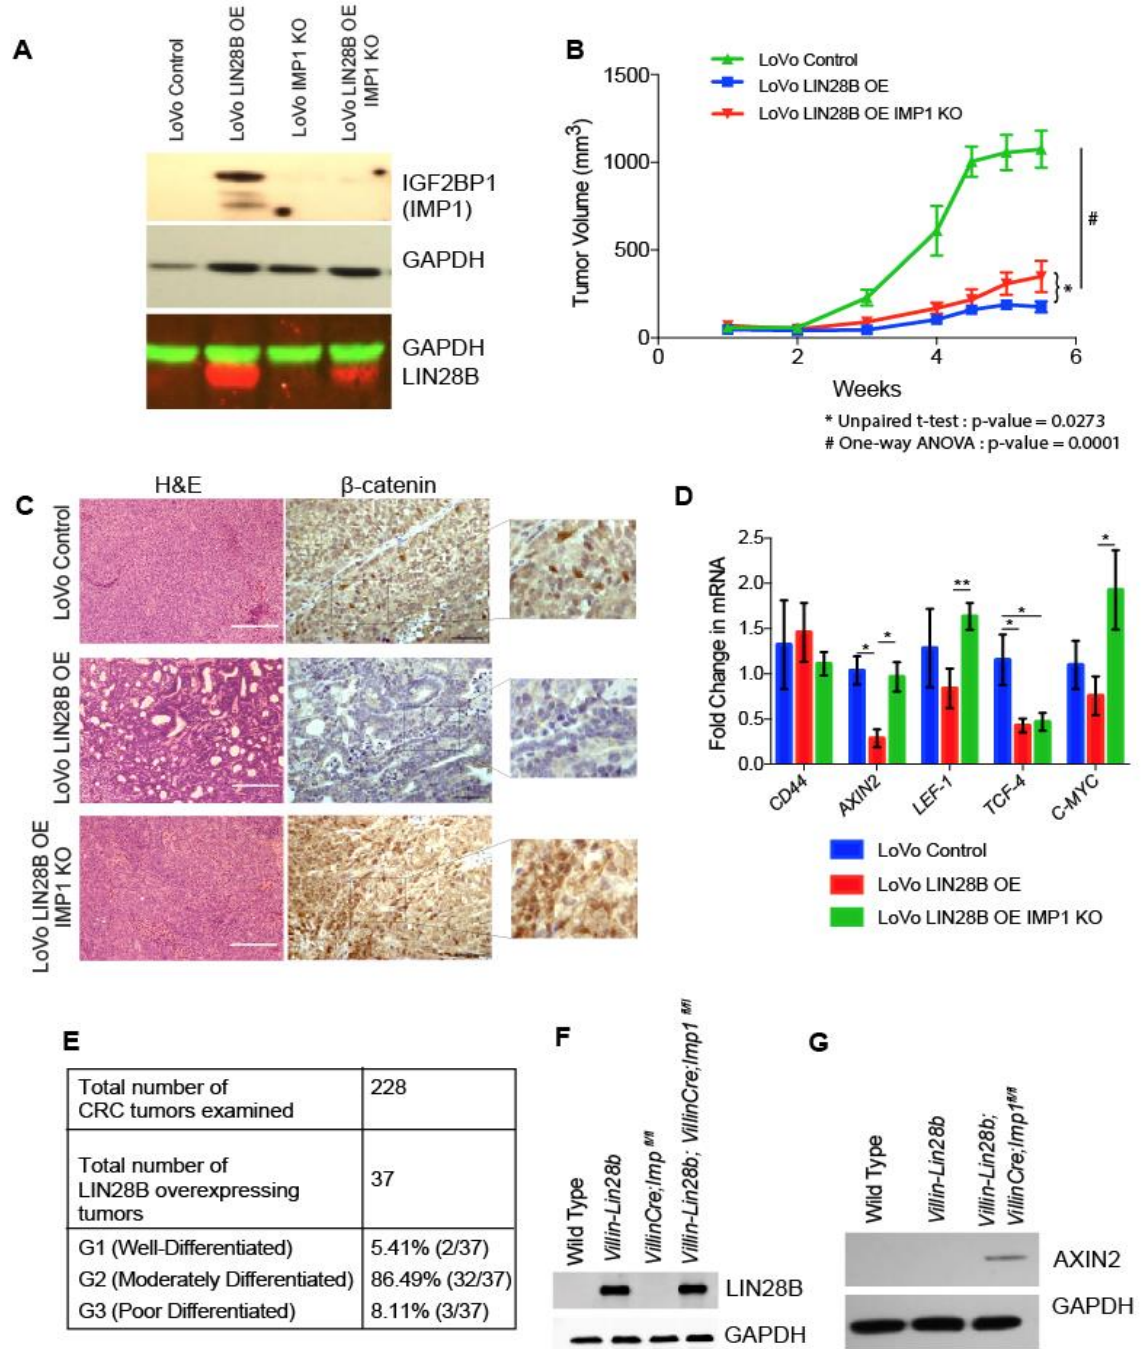 A
LoVo Control
LoVo LIN28B OE
LoVo IMP1 KO
LoVo LIN28B OE
IMP1 KO
IGF2BP1
(IMP1)
GAPDH
GAPDH
LIN28B
B
LoVo Control
LoVo LIN28B OE
LoVo LIN28B OE IMP1 KO
Tumor Volume (mm³)
1500
1000
500
0
0
2
4
6
#
*
Weeks
* Unpaired t-test : p-value = 0.0273
# One-way ANOVA : p-value = 0.0001
C
H&E
β-catenin
LoVo Control
LoVo LIN28B OE
LoVo LIN28B OE
IMP1 KO
D
Fold Change in mRNA
2.5
2.0
1.5
1.0
0.5
0.0
*
*
**
*
*
*
CD44
AXIN2
LEF-1
TCF-4
C-MYC
LoVo Control
LoVo LIN28B OE
LoVo LIN28B OE IMP1 KO
E
Total number of
CRC tumors examined
228
Total number of
LIN28B overexpressing
tumors
37
G1 (Well-Differentiated)
5.41% (2/37)
G2 (Moderately Differentiated)
86.49% (32/37)
G3 (Poor Differentiated)
8.11% (3/37)
F
Wild Type
Villin-Lin28b
VillinCre;Imp fl/fl
Villin-Lin28b; VillinCre;Imp1 fl/fl
LIN28B
GAPDH
G
Wild Type
Villin-Lin28b
Villin-Lin28b;
VillinCre;Imp1fl/fl
AXIN2
GAPDH